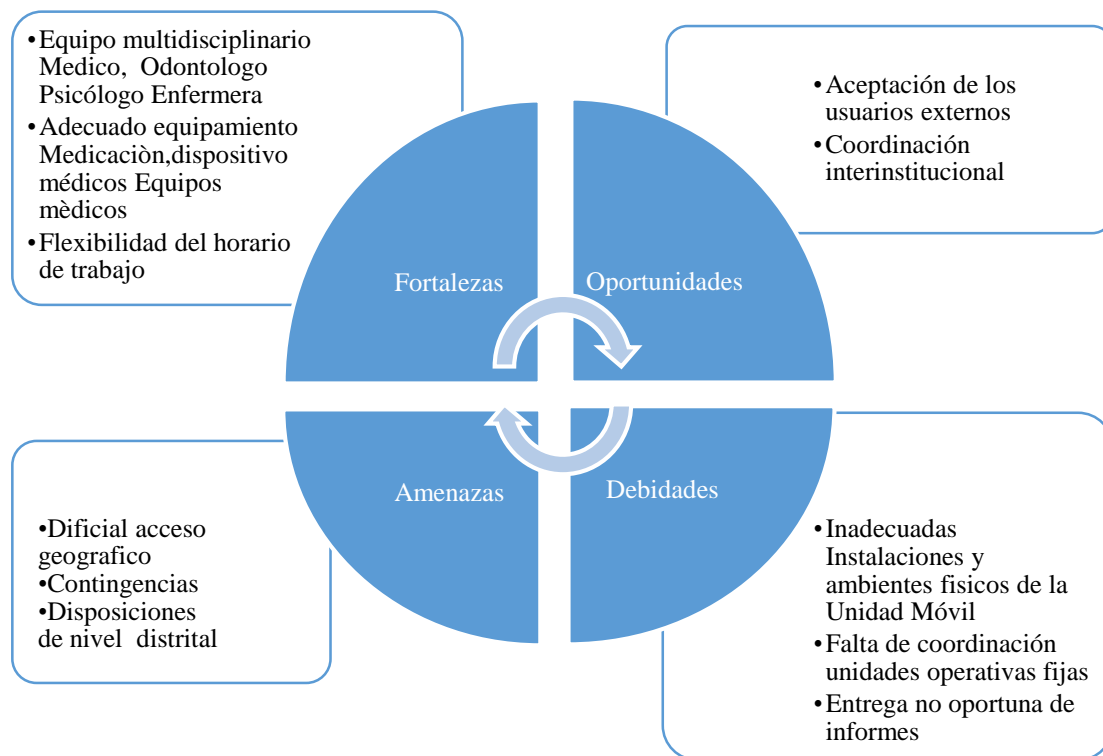 •Equipo multidisciplinario
Medico,  Odontologo
Psicólogo Enfermera
•Adecuado equipamiento
Medicaciòn,dispositivo
médicos Equipos
mèdicos
•Flexibilidad del horario
de trabajo
•Aceptación de los
usuarios externos
•Coordinación
interinstitucional
Fortalezas
Oportunidades
Amenazas
Debidades
•Dificial acceso
geografico
•Contingencias
•Disposiciones
de nivel  distrital
•Inadecuadas
Instalaciones y
ambientes fisicos de la
Unidad Móvil
•Falta de coordinación
unidades operativas fijas
•Entrega no oportuna de
informes